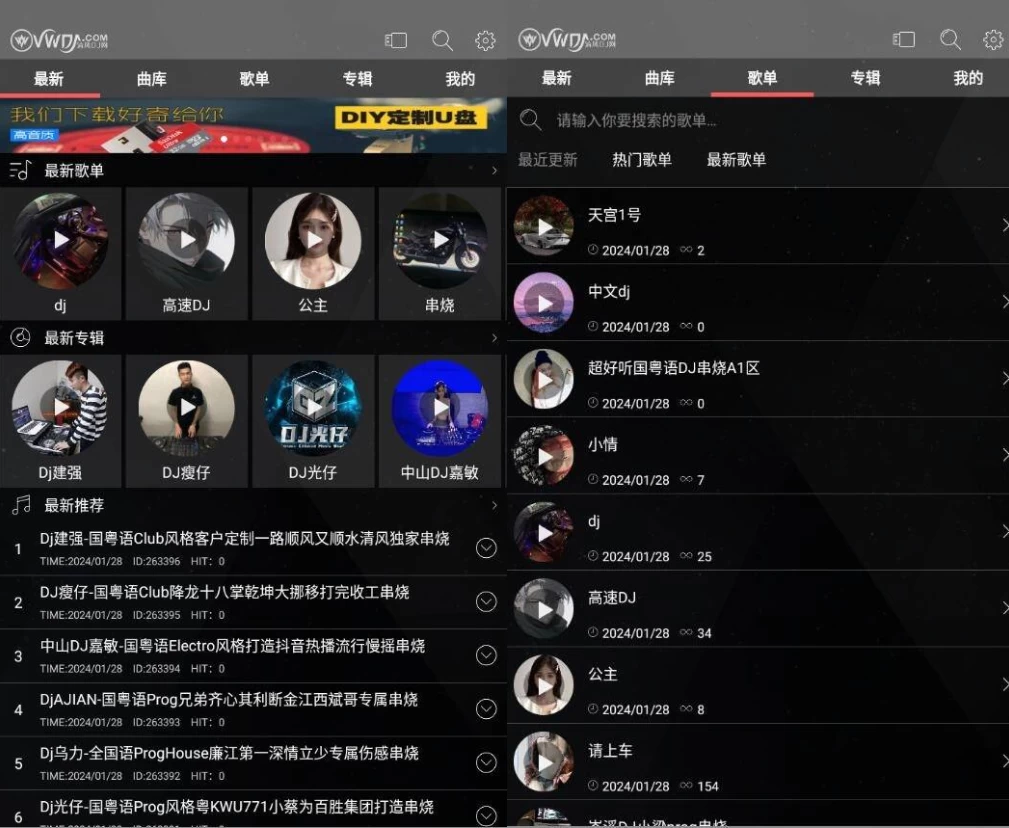 VWDJ.COM
清风DJ网
最新 曲库 歌单 专辑 我的
我们下载好寄给你
高音质
DIY定制U盘
最新歌单
dj 高速DJ 公主 串烧
最新专辑
DJ光仔
Dj建强 DJ瘦仔 DJ光仔 中山DJ嘉敏
最新推荐
1 Dj建强-国粤语Club风格客户定制一路顺风又顺水清风独家串烧
TIME:2024/01/28 ID:263396 HIT: 0
2 DJ瘦仔-国粤语Club降龙十八掌乾坤大挪移打完收工串烧
TIME:2024/01/28 ID:263395 HIT: 0
3 中山DJ嘉敏-国粤语Electro风格打造抖音热播流行慢摇串烧
TIME:2024/01/28 ID:263394 HIT: 0
4 DjAJIAN-国粤语Prog兄弟齐心其利断金江西斌哥专属串烧
TIME:2024/01/28 ID:263393 HIT: 0
5 Dj乌力-全国语ProgHouse廉江第一深情立少专属伤感串烧
TIME:2024/01/28 ID:263392 HIT: 0
6 Dj光仔-国粤语Prog风格粤KWU771小蔡为百胜集团打造串烧
VWDJ.COM
清风DJ网
最新 曲库 歌单 专辑 我的
请输入你要搜索的歌单...
最近更新 热门歌单 最新歌单
天宫1号
2024/01/28 2
中文dj
2024/01/28 0
超好听国粤语DJ串烧A1区
2024/01/28 0
小情
2024/01/28 7
dj
2024/01/28 25
高速DJ
2024/01/28 34
公主
2024/01/28 8
请上车
2024/01/28 154